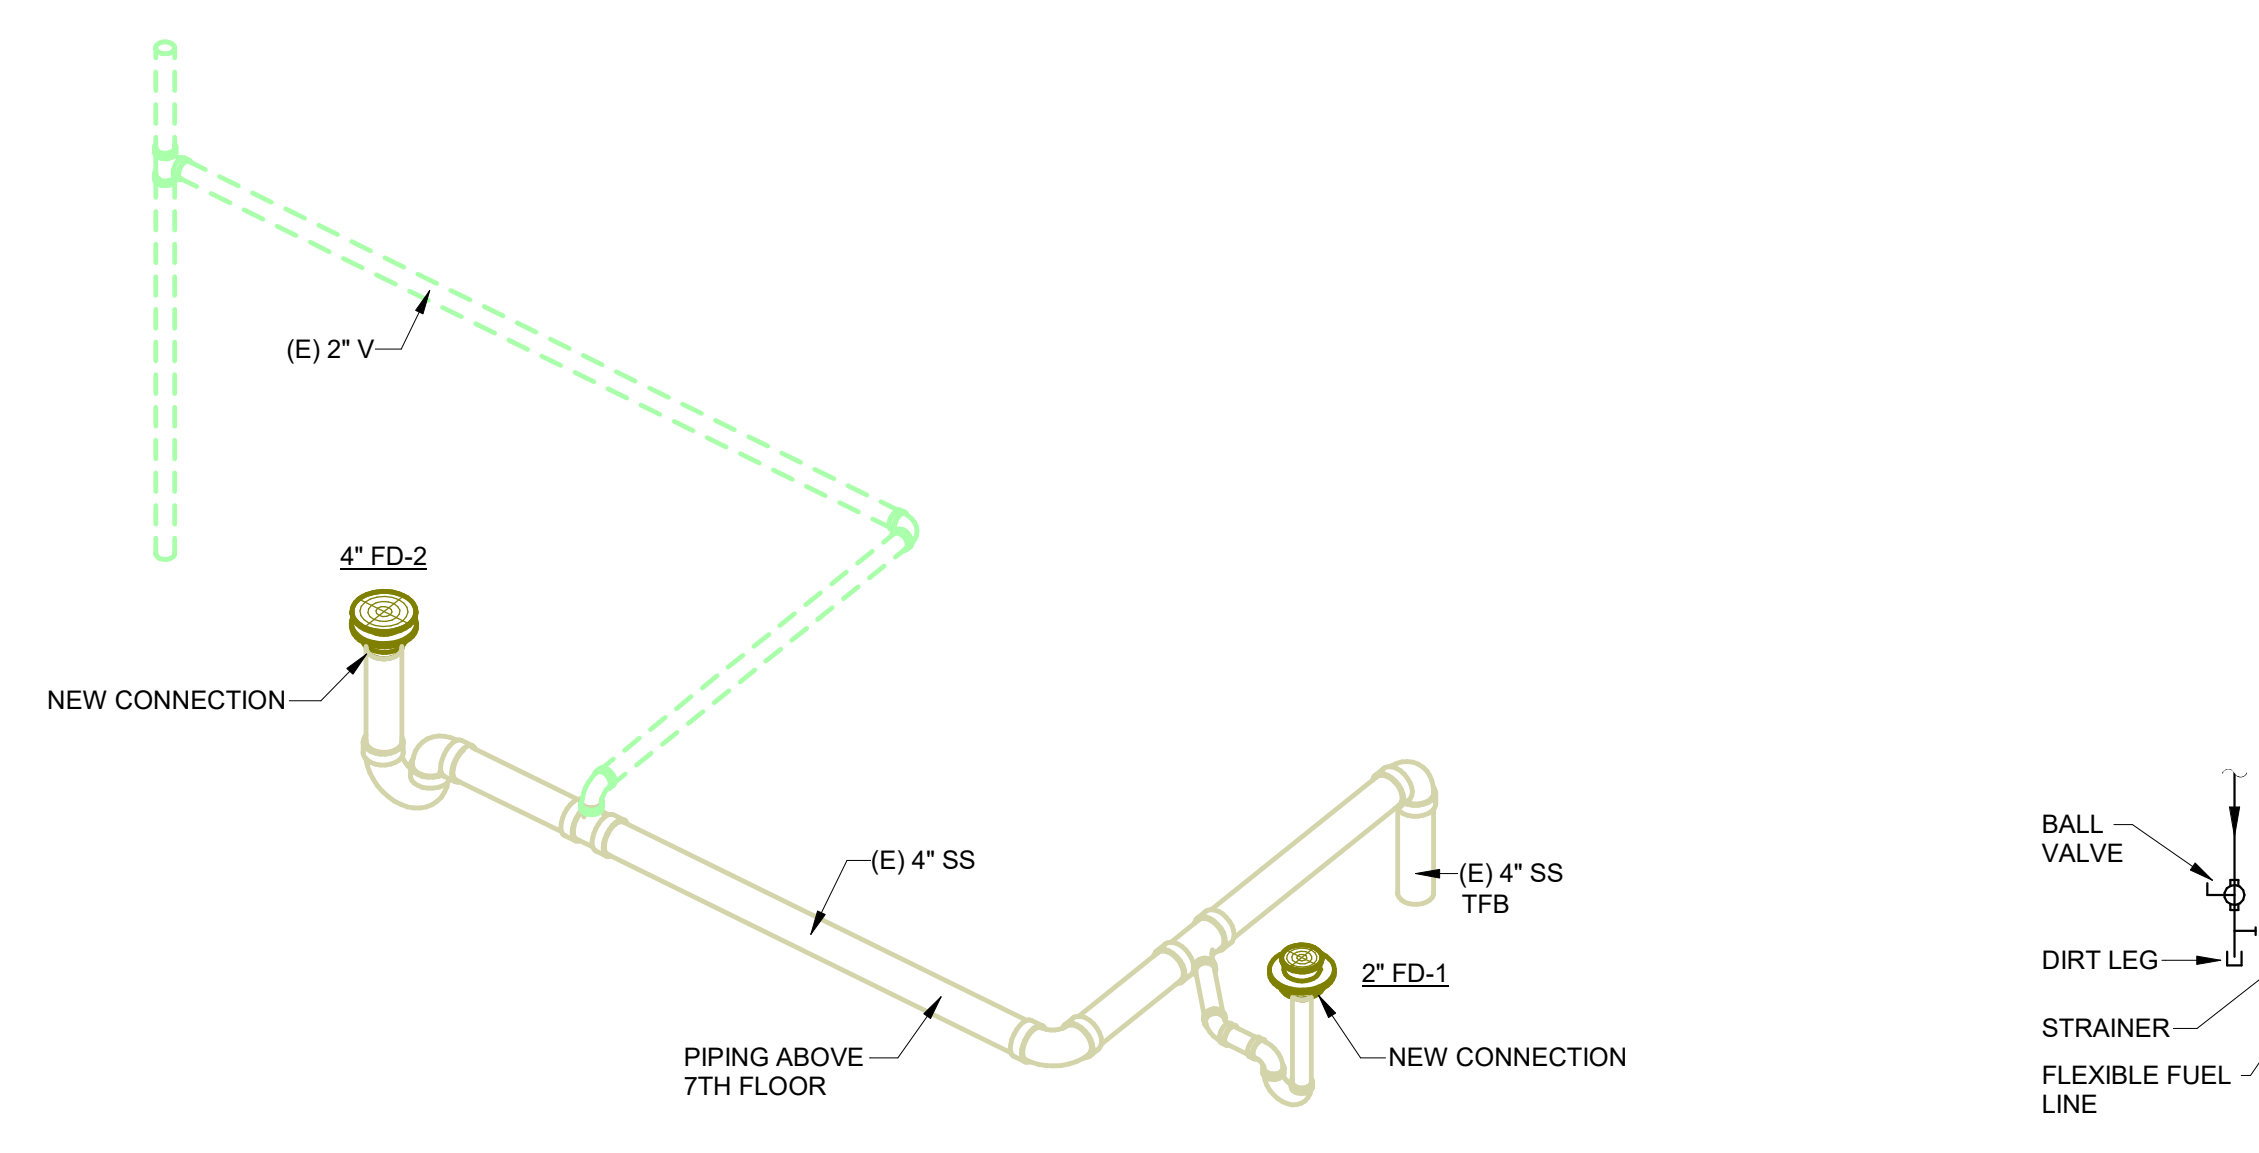 (E) 2" V
4" FD-2
NEW CONNECTION
(E) 4" SS
(E) 4" SS
TFB
2" FD-1
PIPING ABOVE
7TH FLOOR
NEW CONNECTION
BALL
VALVE
DIRT LEG
STRAINER
FLEXIBLE FUEL
LINE